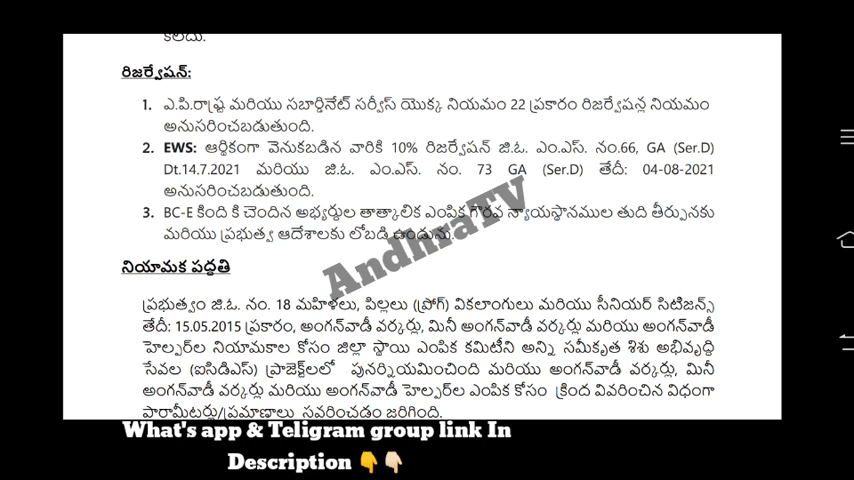 కలదు.
రిజర్వేషన్:
1. ఎ.పి.రాష్ట్ర మరియు సబార్డినేట్ సర్వీస్ యొక్క నియమం 22 ప్రకారం రిజర్వేషన్ల నియమం
అనుసరించబడుతుంది.
2. EWS: ఆర్థికంగా వెనుకబడిన వారికి 10% రిజర్వేషన్ జి.ఓ. ఎం.ఎస్. నం.66, GA (Ser.D)
Dt.14.7.2021 మరియు జి.ఓ. ఎం.ఎస్. నం. 73 GA (Ser.D) తేదీ: 04-08-2021
అనుసరించబడుతుంది.
3. BC-E కింది కి చెందిన అభ్యర్థుల తాత్కాలిక ఎంపిక గౌరవ న్యాయస్థానముల తుది తీర్పునకు
మరియు ప్రభుత్వ ఆదేశాలకు లోబడి ఉండును.
AndhraTV
నియామక పద్ధతి
ప్రభుత్వం జి.ఓ. నం. 18 మహిళలు, పిల్లలు (ప్రోగ్) వికలాంగులు మరియు సీనియర్ సిటిజన్స్
తేదీ: 15.05.2015 ప్రకారం, అంగన్‌వాడీ వర్కర్లు, మినీ అంగన్‌వాడీ వర్కర్లు మరియు అంగన్‌వాడీ
హెల్పర్‌ల నియామకాల కోసం జిల్లా స్థాయి ఎంపిక కమిటీని అన్ని సమీకృత శిశు అభివృద్ధి
సేవల (ఐసిడిఎస్) ప్రాజెక్ట్‌లలో పునర్నియమించింది మరియు అంగన్‌వాడీ వర్కర్లు, మినీ
అంగన్‌వాడీ వర్కర్లు మరియు అంగన్‌వాడీ హెల్పర్‌ల ఎంపిక కోసం క్రింద వివరించిన విధంగా
పారామీటర్లు/ప్రమాణాలు సవరించడం జరిగింది.
What's app & Teligram group link In
Description 👇👇🏻